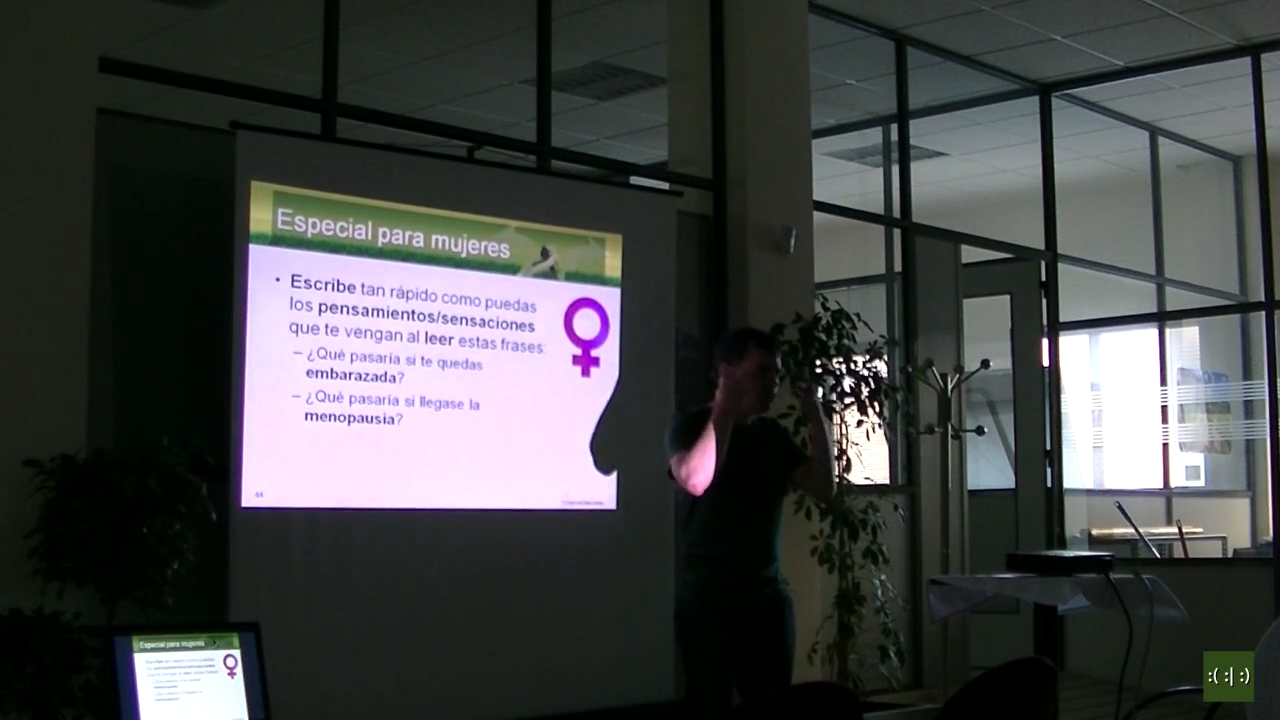 Especial para mujeres
• Escribe tan rápido como puedas
los pensamientos/sensaciones
que te vengan al leer estas frases:
– ¿Qué pasaría si te quedas
embarazada?
– ¿Qué pasaría si llegase la
menopausia?
44
Especial para mujeres
:( :| :)